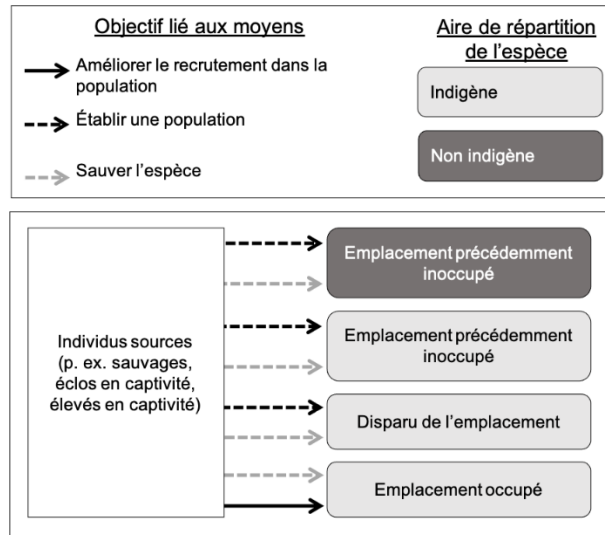 Objectif lié aux moyens
Améliorer le recrutement dans la
population
Établir une population
Sauver l’espèce
Aire de répartition
de l’espèce
Indigène
Non indigène
Individus sources
(p. ex. sauvages,
éclos en captivité,
élevés en captivité)
Emplacement précédemment
inoccupé
Emplacement précédemment
inoccupé
Disparu de l’emplacement
Emplacement occupé